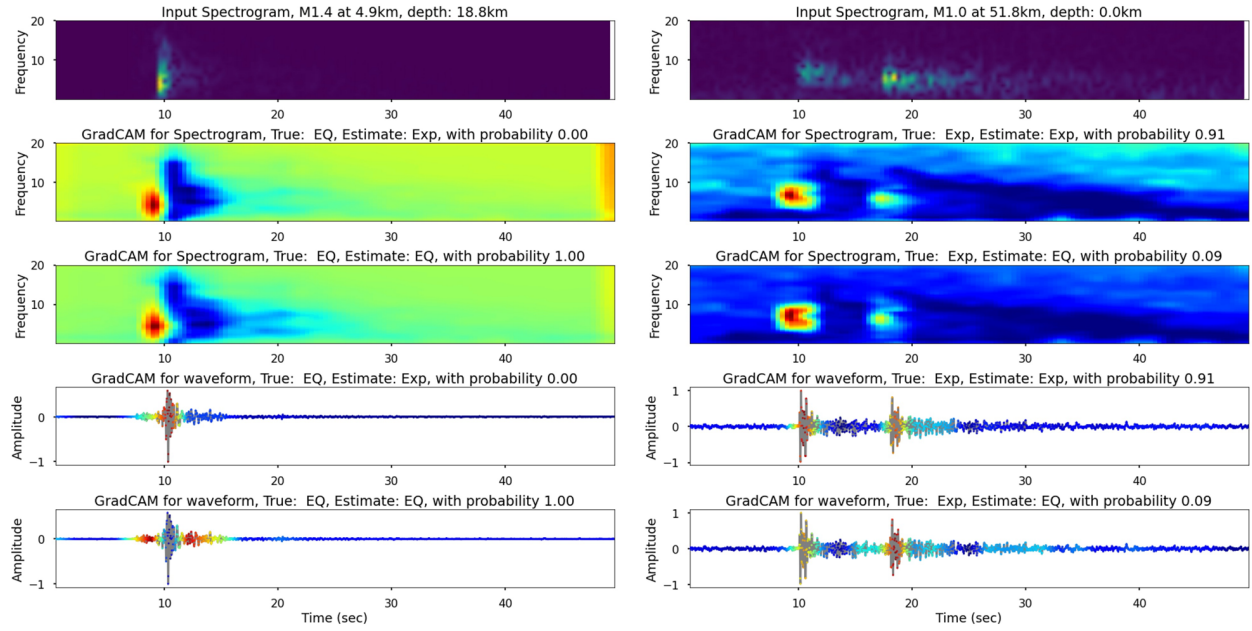 Input Spectrogram, M1.4 at 4.9km, depth: 18.8km
20
10
Frequency
10 20 30 40
GradCAM for Spectrogram, True:  EQ, Estimate: Exp, with probability 0.00
20
10
Frequency
10 20 30 40
GradCAM for Spectrogram, True:  EQ, Estimate: EQ, with probability 1.00
20
10
Frequency
10 20 30 40
GradCAM for waveform, True:  EQ, Estimate: Exp, with probability 0.00
0
−1
Amplitude
10 20 30 40
GradCAM for waveform, True:  EQ, Estimate: EQ, with probability 1.00
0
−1
Amplitude
10 20 30 40
Time (sec)
Input Spectrogram, M1.0 at 51.8km, depth: 0.0km
20
10
Frequency
10 20 30 40
GradCAM for Spectrogram, True:  Exp, Estimate: Exp, with probability 0.91
20
10
Frequency
10 20 30 40
GradCAM for Spectrogram, True:  Exp, Estimate: EQ, with probability 0.09
20
10
Frequency
10 20 30 40
GradCAM for waveform, True:  Exp, Estimate: Exp, with probability 0.91
1
0
−1
Amplitude
10 20 30 40
GradCAM for waveform, True:  Exp, Estimate: EQ, with probability 0.09
1
0
−1
Amplitude
10 20 30 40
Time (sec)